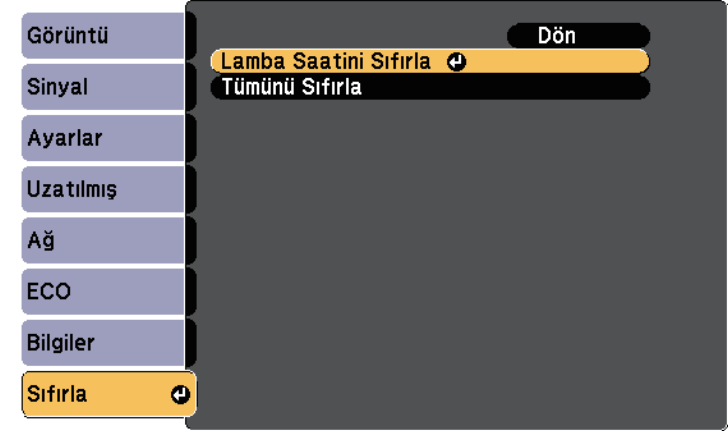 Görüntü
Sinyal
Ayarlar
Uzatılmış
Ağ
ECO
Bilgiler
Sıfırla
Dön
Lamba Saatini Sıfırla
Tümünü Sıfırla